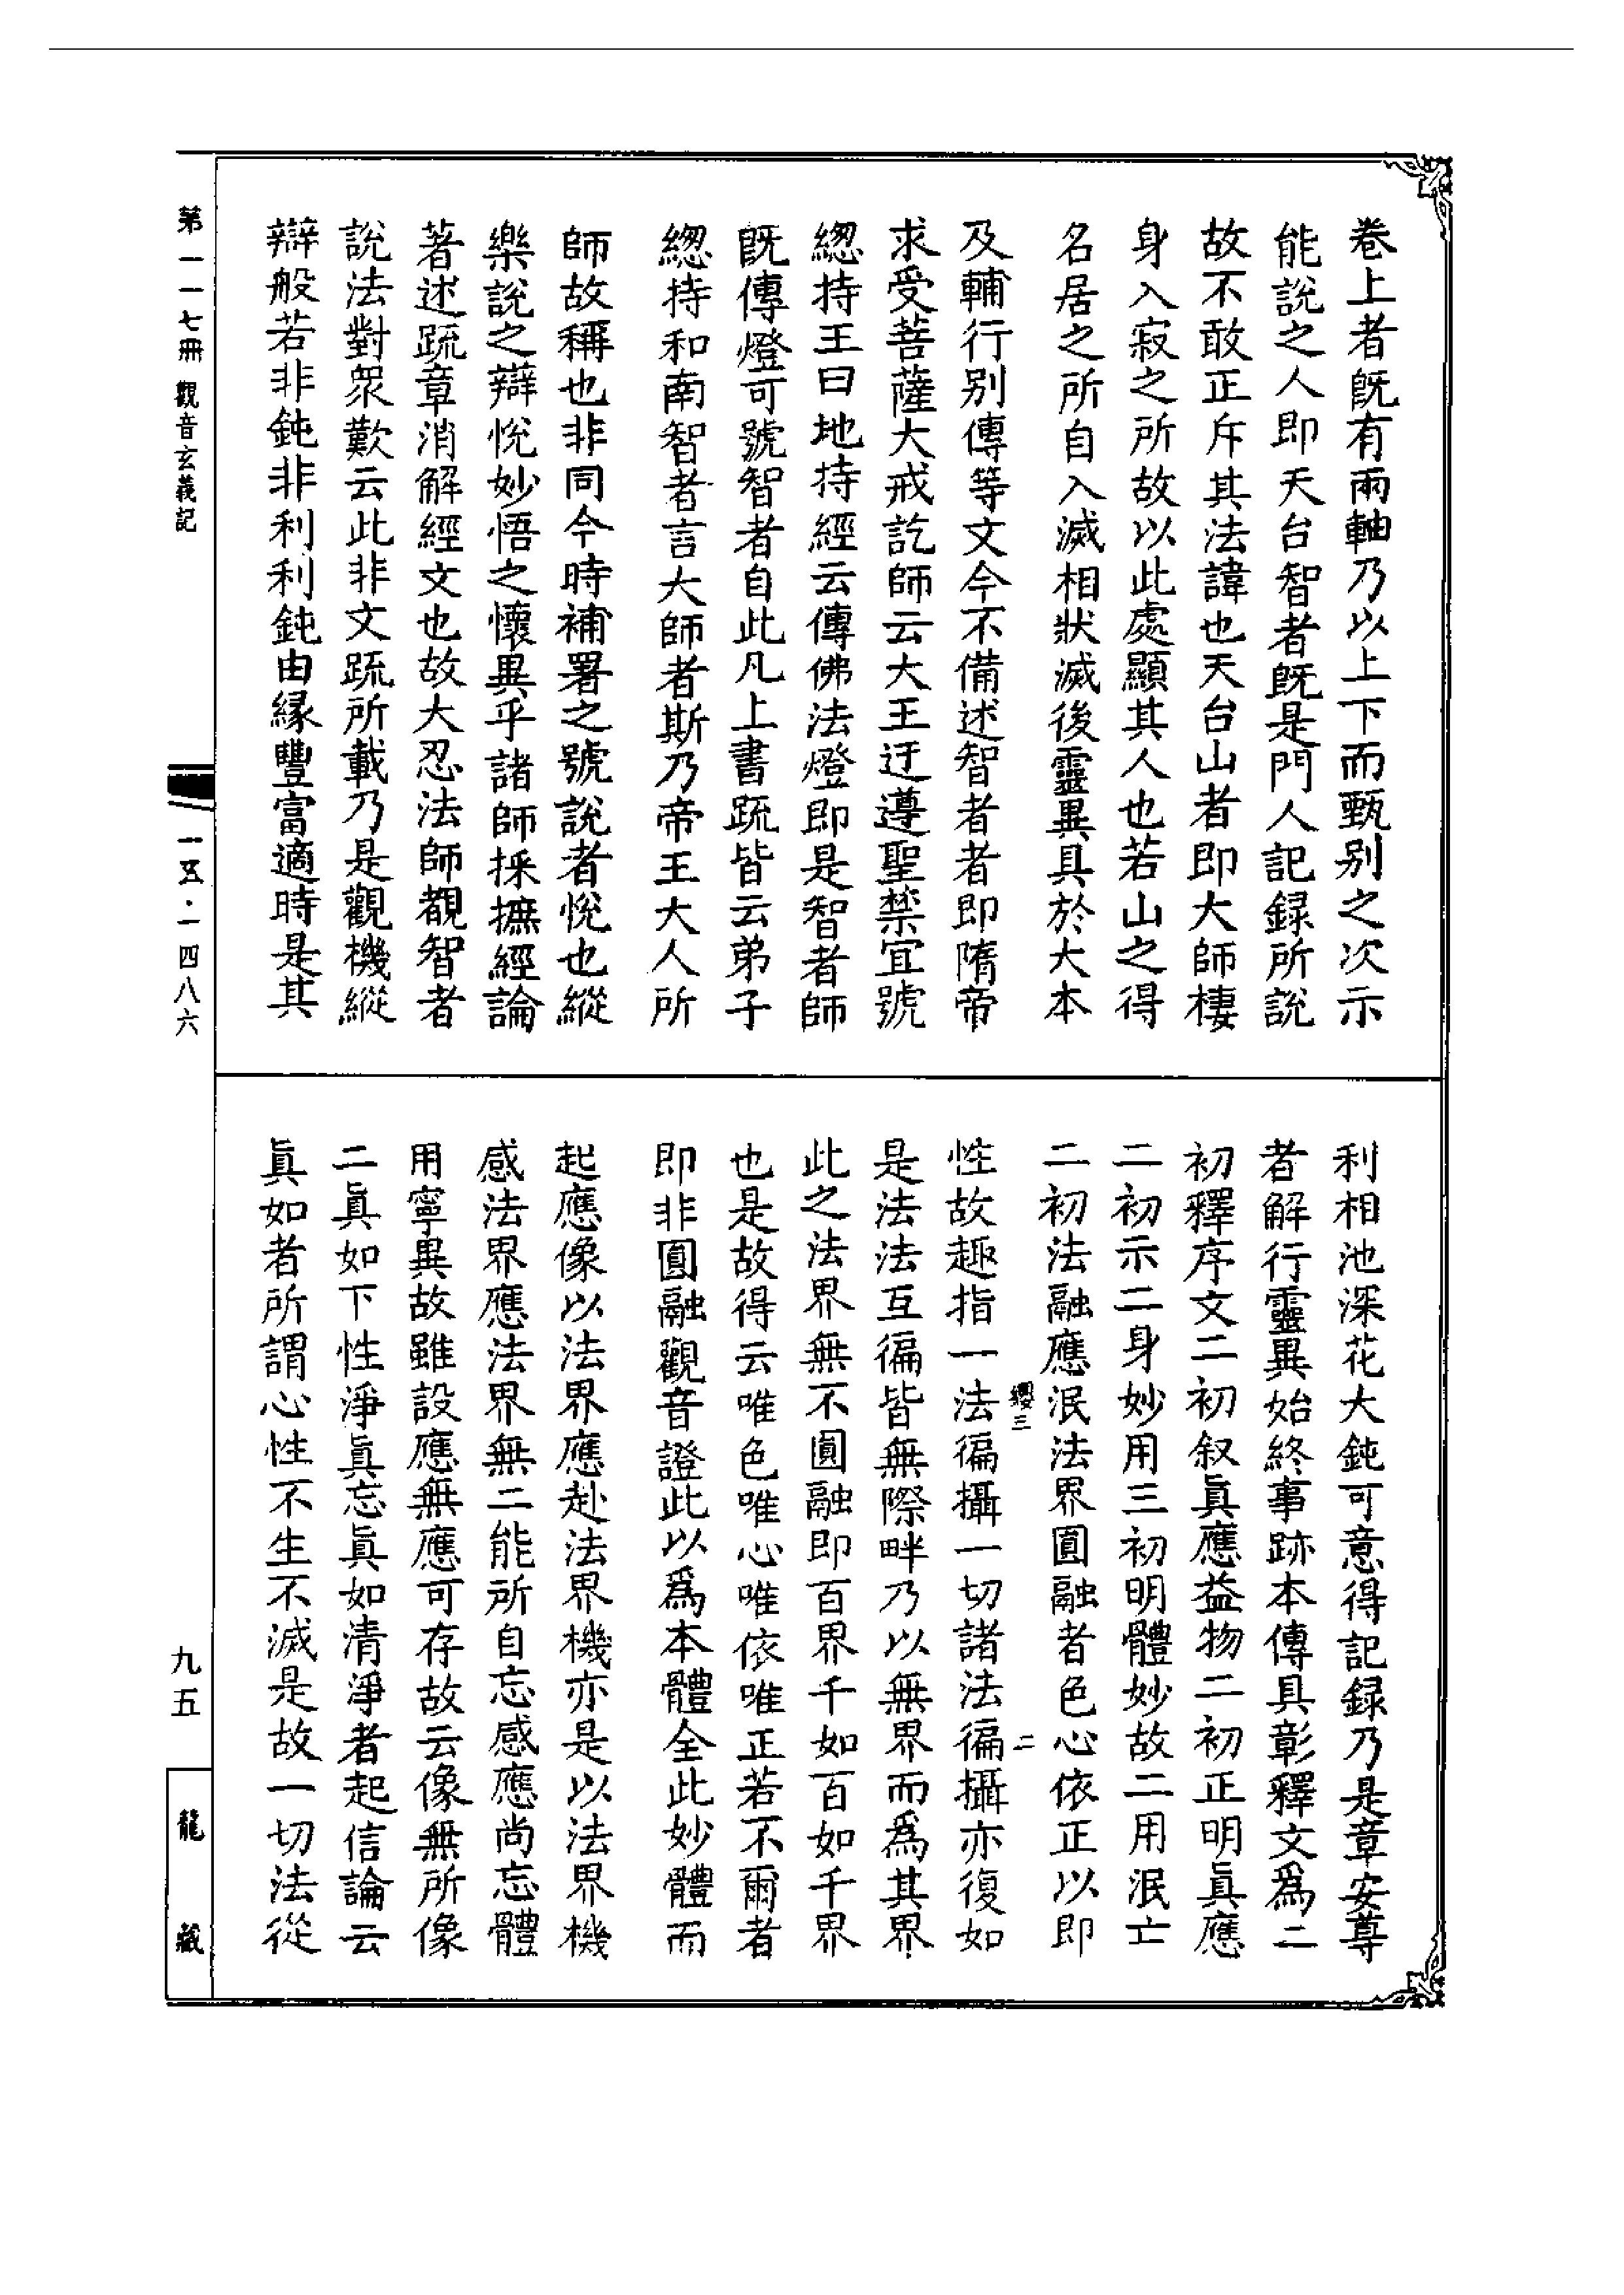 卷上者旣有兩軸乃以上下而甄別之次示
能說之人即天台智者旣是門人記録所說
故不敢正斥其法諱也天台山者即大師棲
身入寂之所故以此處顯其人也若山之得
名居之所自入滅相狀滅後靈異具於大本
及輔行別傳等文今不備述智者者即隋帝
求受菩薩大戒訖師云大王迂遵聖禁宜號
緫持王曰地持經云傳佛法燈即是智者師
旣傳燈可號智者自此凡上書䟽皆云弟子
緫持和南智者言大師者斯乃帝王大人所
師故稱也非同今時補署之號說者悅也縱
樂說之辯悅妙悟之懷異乎諸師採摭經論
著述䟽章消解經文也故大忍法師覩智者
說法對衆歎云此非文䟽所載乃是觀機縱
辯般若非鈍非利利鈍由緣豐富適時是其
利相池深花大鈍可意得記録乃是章安尊
者解行靈異始終事跡本傳具彰釋文爲二
初釋序文二初叙眞應益物二初正明眞應
二初示二身妙用三初明體妙故二用泯亡
二初法融應泯法界圓融者色心依正以即
性故趣指一法徧攝一切諸法徧攝亦復如
是法法互徧皆無際畔乃以無界而爲其界
此之法界無不圓融即百界千如百如千界
也是故得云唯色唯心唯依唯正若不爾者
即非圓融觀音證此以爲本體全此妙體而
起應像以法界應赴法界機亦是以法界機
感法界應法界無二能所自忘感應尚忘體
用寧異故雖設應無應可存故云像無所像
二眞如下性淨眞忘眞如清淨者起信論云
眞如者所謂心性不生不滅是故一切法從
纓三
二
第一一七冊 觀音玄義記
一五·一四八六
九五
龍藏